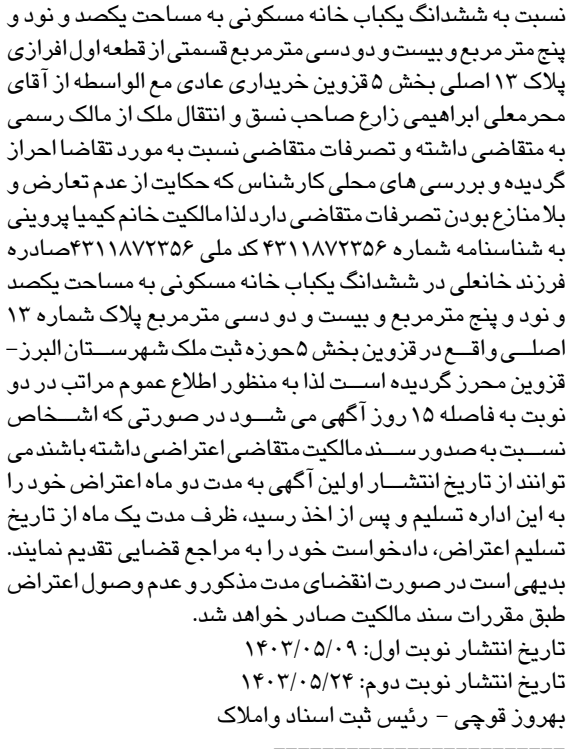 نسبت به ششدانگ یکباب خانه مسکونی به مساحت یکصد و نود و
پنج متر مربع و بیست و دو دسی متر مربع قسمتی از قطعه اول افرازی
پلاک ۱۳ اصلی بخش ۵ قزوین خریداری عادی مع الواسطه از آقای
محرمعلی ابراهیمی زارع صاحب نسق و انتقال ملک از مالک رسمی
به متقاضی داشته و تصرفات متقاضی نسبت به مورد تقاضا احراز
گردیده و بررسی های محلی کارشناس که حکایت از عدم تعارض و
بلامنازع بودن تصرفات متقاضی دارد لذا مالکیت خانم کیمیا پروینی
به شناسنامه شماره ۴۳۱۱۸۷۲۳۵۶ کد ملی ۴۳۱۱۸۷۲۳۵۶صادره
فرزند خانعلی در ششدانگ یکباب خانه مسکونی به مساحت یکصد
و نود و پنج مترمربع و بیست و دو دسی مترمربع پلاک شماره ۱۳
اصلی واقع در قزوین بخش ۵حوزه ثبت ملک شهرستان البرز–
قزوین محرز گردیده است لذا به منظور اطلاع عموم مراتب در دو
نوبت به فاصله ۱۵ روز آگهی می شود در صورتی که اشخاص
نسبت به صدور سند مالکیت متقاضی اعتراضی داشته باشند می
توانند از تاریخ انتشار اولین آگهی به مدت دو ماه اعتراض خود را
به این اداره تسلیم و پس از اخذ رسید، ظرف مدت یک ماه از تاریخ
تسلیم اعتراض، دادخواست خود را به مراجع قضایی تقدیم نمایند.
بدیهی است در صورت انقضای مدت مذکور و عدم وصول اعتراض
طبق مقررات سند مالکیت صادر خواهد شد.
تاریخ انتشار نوبت اول: ۱۴۰۳/۰۵/۰۹
تاریخ انتشار نوبت دوم: ۱۴۰۳/۰۵/۲۴
بهروز قوچی – رئیس ثبت اسناد واملاک